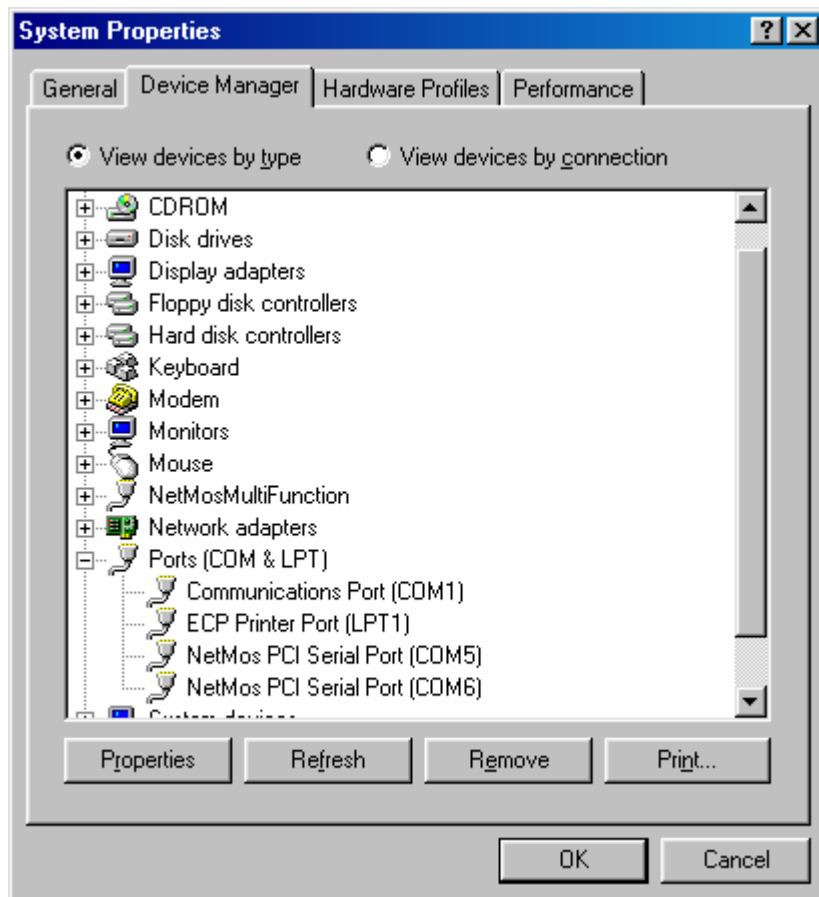 System Properties
General Device Manager Hardware Profiles Performance
View devices by type View devices by connection
CDROM
Disk drives
Display adapters
Floppy disk controllers
Hard disk controllers
Keyboard
Modem
Monitors
Mouse
NetMosMultiFunction
Network adapters
Ports (COM & LPT)
Communications Port (COM1)
ECP Printer Port (LPT1)
NetMos PCI Serial Port (COM5)
NetMos PCI Serial Port (COM6)
System devices
Properties Refresh Remove Print...
OK Cancel